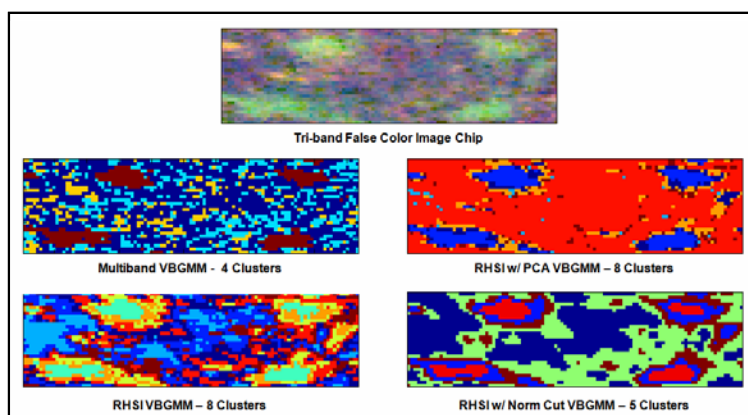 Tri-band False Color Image Chip
Multiband VBGMM - 4 Clusters
RHSI w/ PCA VBGMM – 8 Clusters
RHSI VBGMM – 8 Clusters
RHSI w/ Norm Cut VBGMM – 5 Clusters